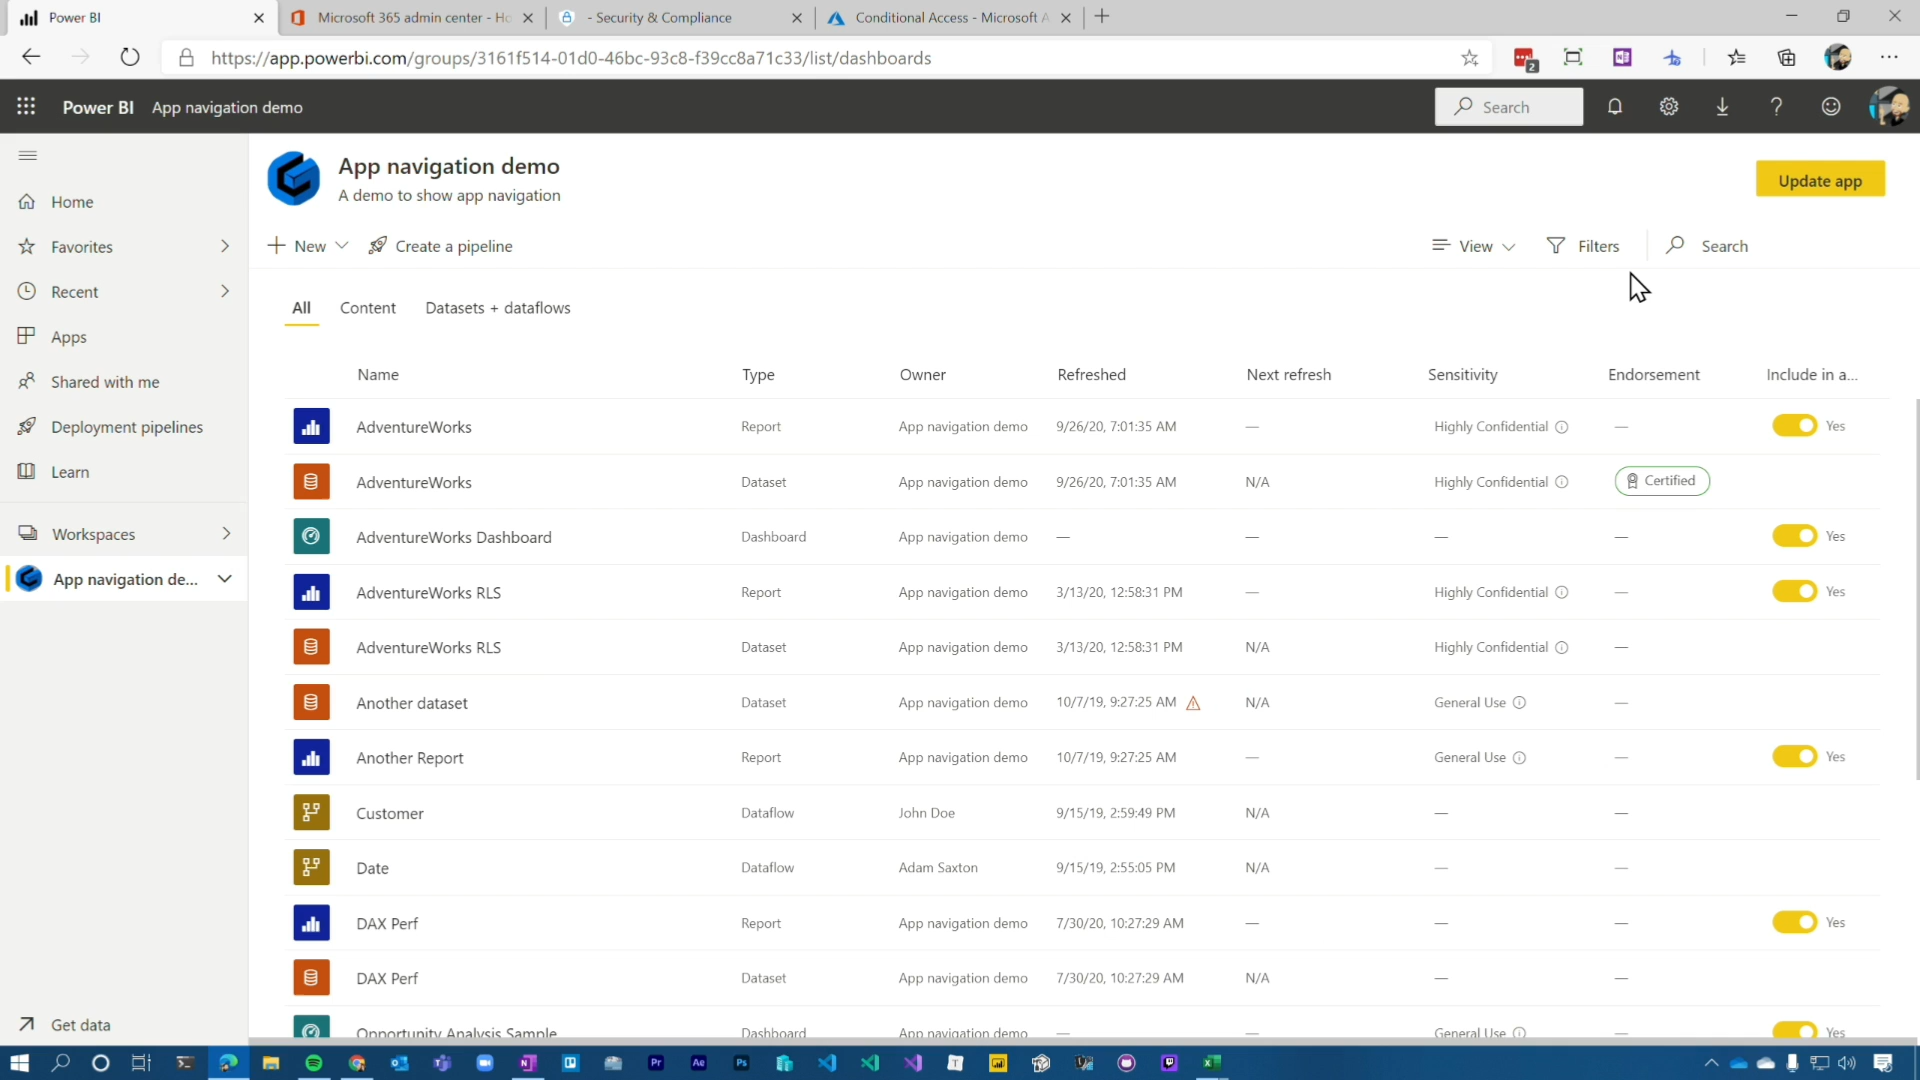 Power BI
Microsoft 365 admin center - Ho
- Security & Compliance
Conditional Access - Microsoft A
https://app.powerbi.com/groups/3161f514-01d0-46bc-93c8-f39cc8a71c33/list/dashboards
2
Power BI App navigation demo
Search
App navigation demo
A demo to show app navigation
Update app
Home
Favorites
Recent
Apps
Shared with me
Deployment pipelines
Learn
Workspaces
App navigation de...
Get data
New
Create a pipeline
View
Filters
Search
All Content Datasets + dataflows
Name Type Owner Refreshed Next refresh Sensitivity Endorsement Include in a...
AdventureWorks Report App navigation demo 9/26/20, 7:01:35 AM — Highly Confidential — Yes
AdventureWorks Dataset App navigation demo 9/26/20, 7:01:35 AM N/A Highly Confidential Certified
AdventureWorks Dashboard Dashboard App navigation demo — — — — Yes
AdventureWorks RLS Report App navigation demo 3/13/20, 12:58:31 PM — Highly Confidential — Yes
AdventureWorks RLS Dataset App navigation demo 3/13/20, 12:58:31 PM N/A Highly Confidential —
Another dataset Dataset App navigation demo 10/7/19, 9:27:25 AM N/A General Use —
Another Report Report App navigation demo 10/7/19, 9:27:25 AM — General Use — Yes
Customer Dataflow John Doe 9/15/19, 2:59:49 PM N/A — —
Date Dataflow Adam Saxton 9/15/19, 2:55:05 PM N/A — —
DAX Perf Report App navigation demo 7/30/20, 10:27:29 AM — — — Yes
DAX Perf Dataset App navigation demo 7/30/20, 10:27:29 AM N/A — —
Opportunity Analysis Sample Dashboard App navigation demo — — General Use — Yes
Pr Ae Ps